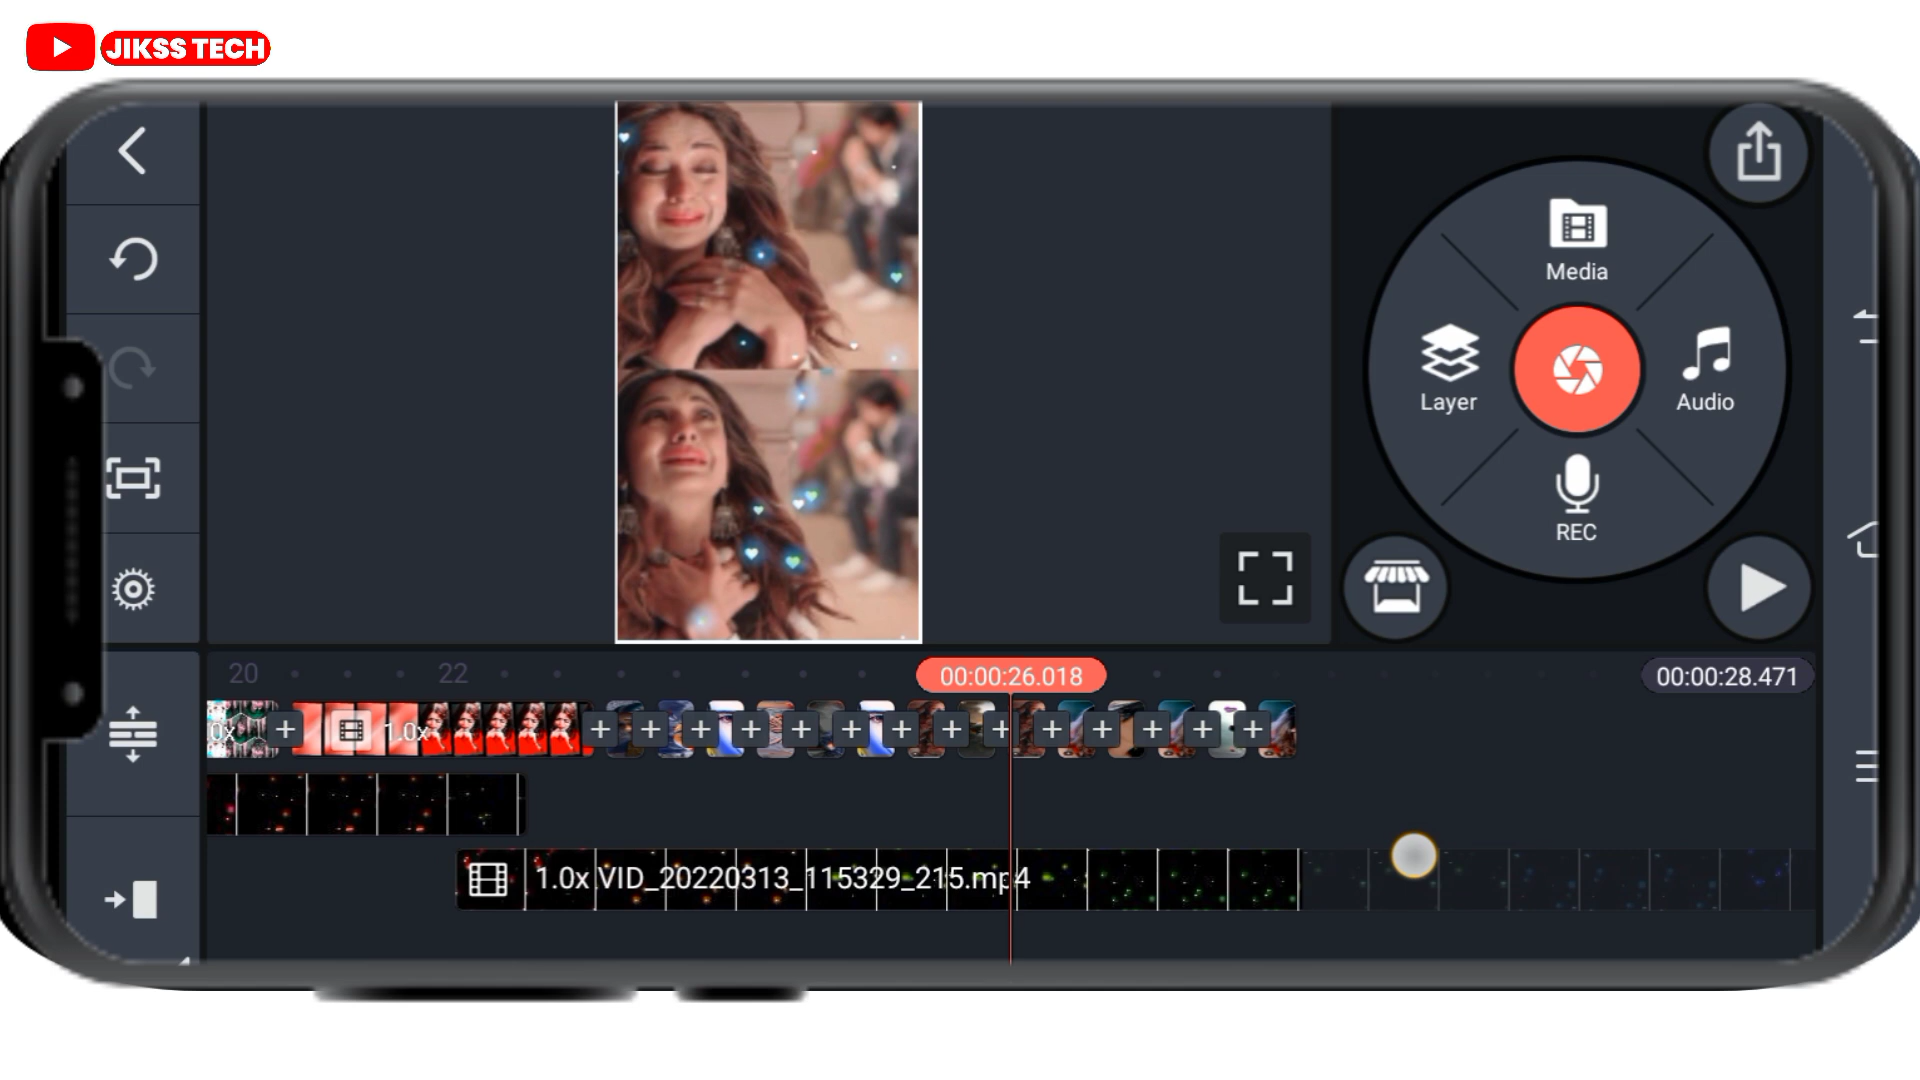 JIKSS TECH
Media
Layer
Audio
REC
20
22
00:00:26.018
00:00:28.471
0x
1.0x
1.0x VID_20220313_115329_215.mp4